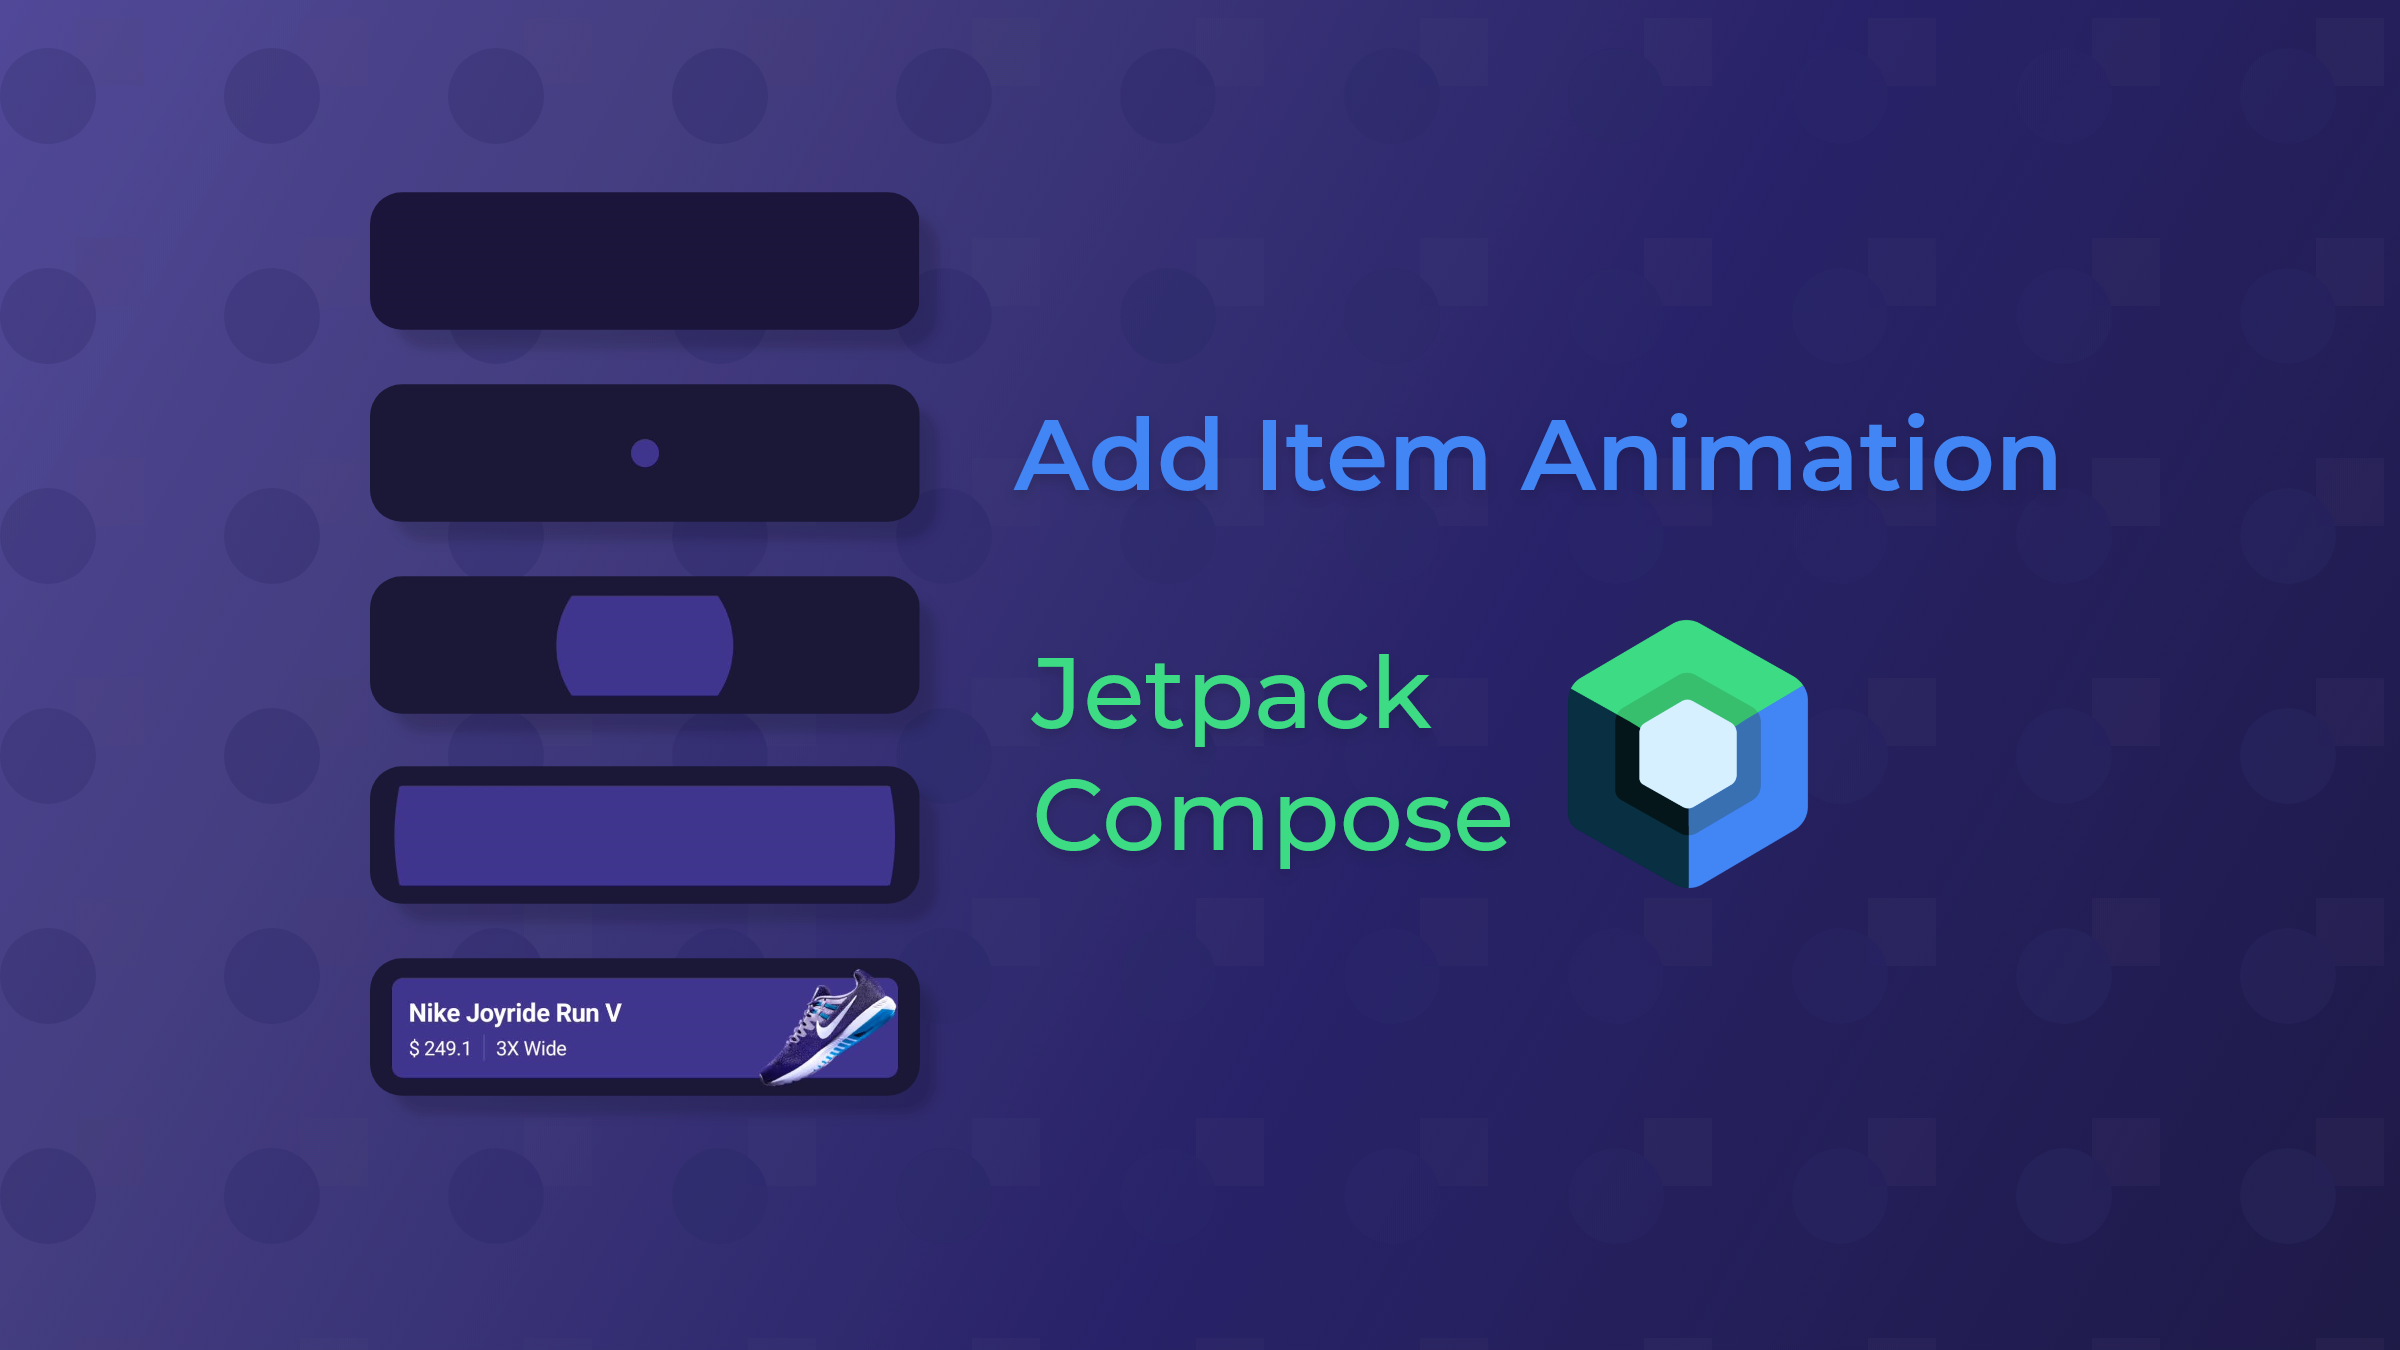 Add Item Animation
Jetpack
Compose
Nike Joyride Run V
$ 249.1 3X Wide